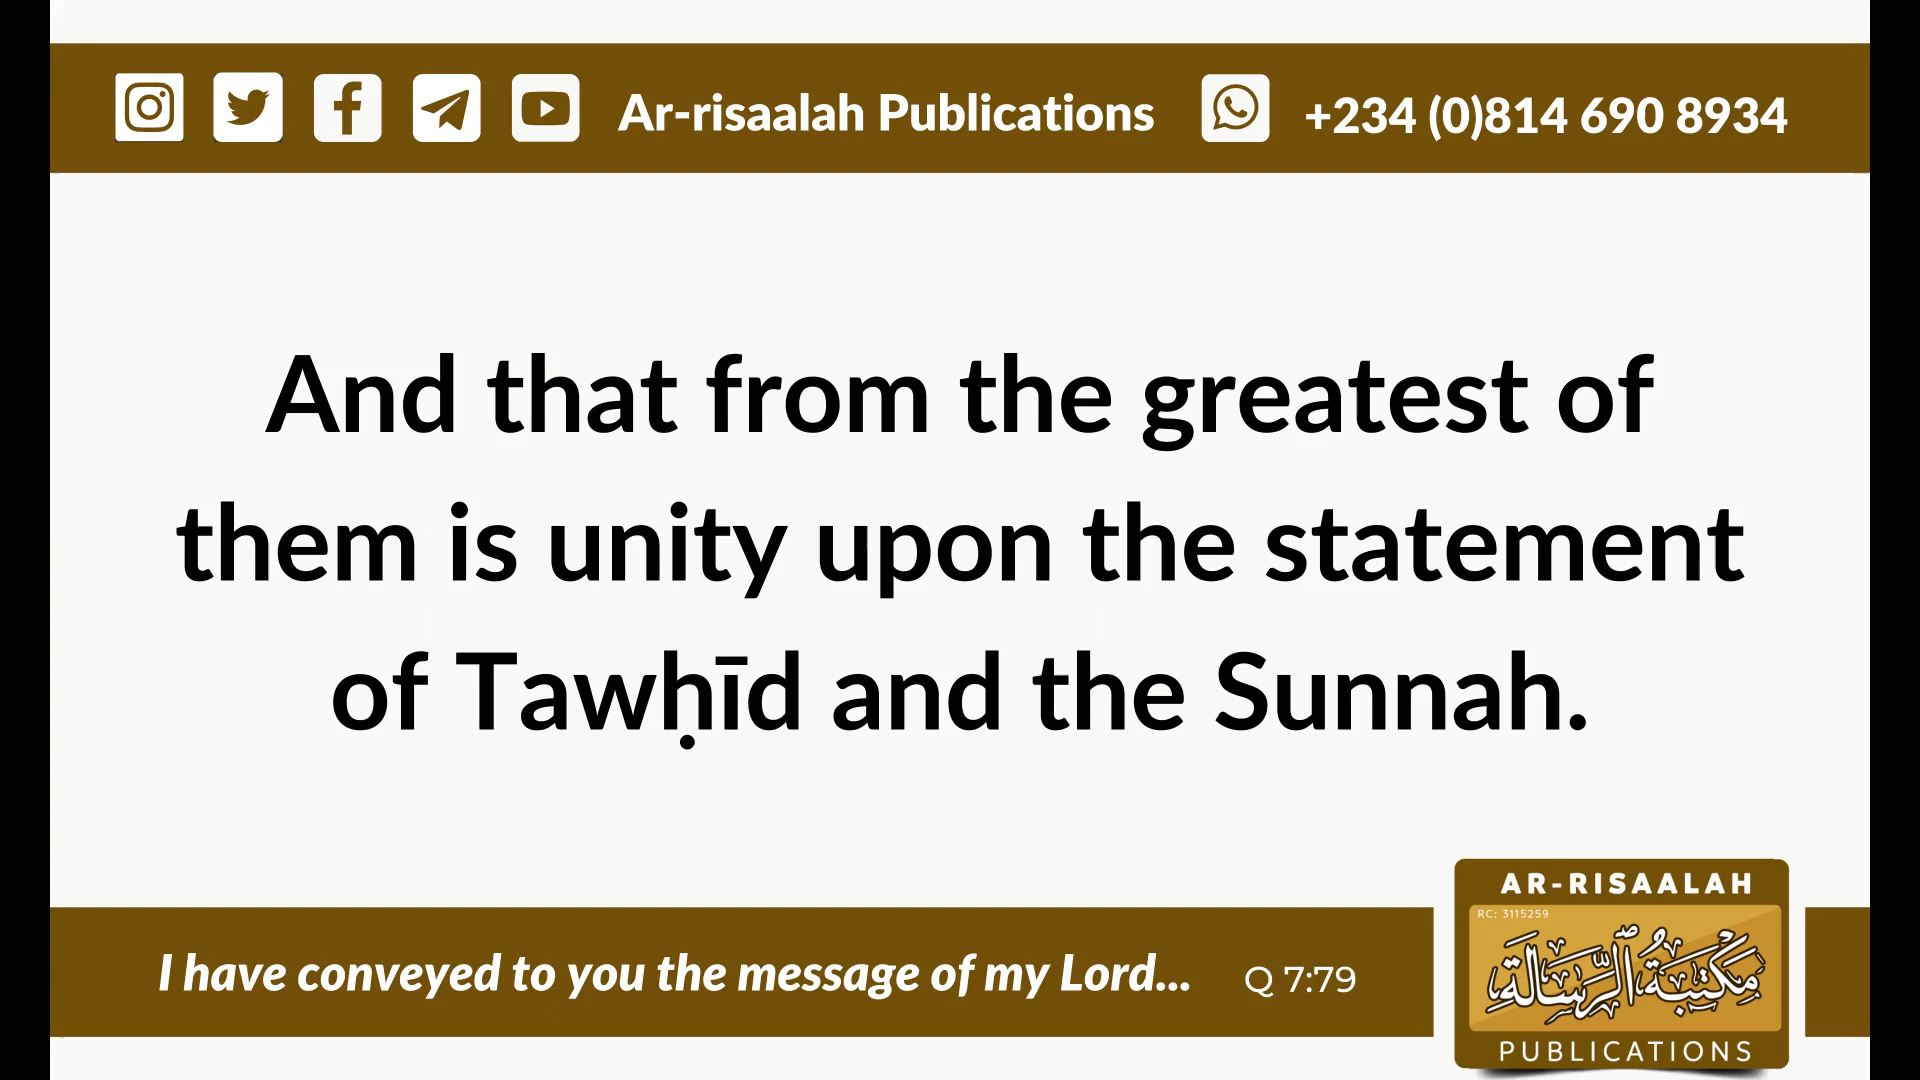 Ar-risaalah Publications +234 (0)814 690 8934
And that from the greatest of
them is unity upon the statement
of Tawḥīd and the Sunnah.
I have conveyed to you the message of my Lord... Q 7:79
AR-RISAALAH
RC: 3115259
مَكْتَبَةُ الرِّسَالَةِ
PUBLICATIONS